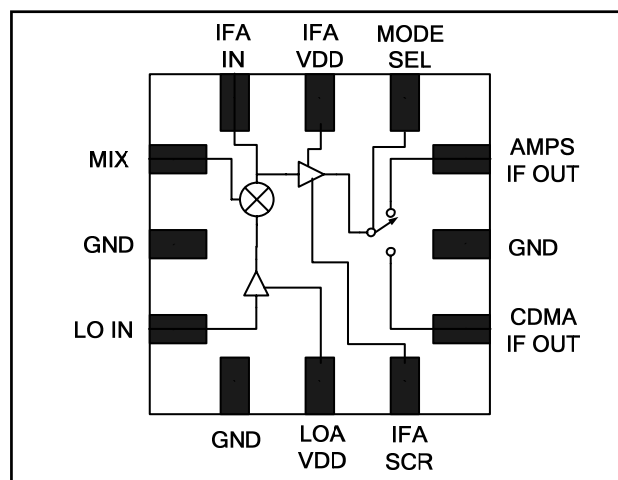 IFA
IN
IFA
VDD
MODE
SEL
MIX
AMPS
IF OUT
GND
GND
LO IN
CDMA
IF OUT
GND
LOA
VDD
IFA
SCR